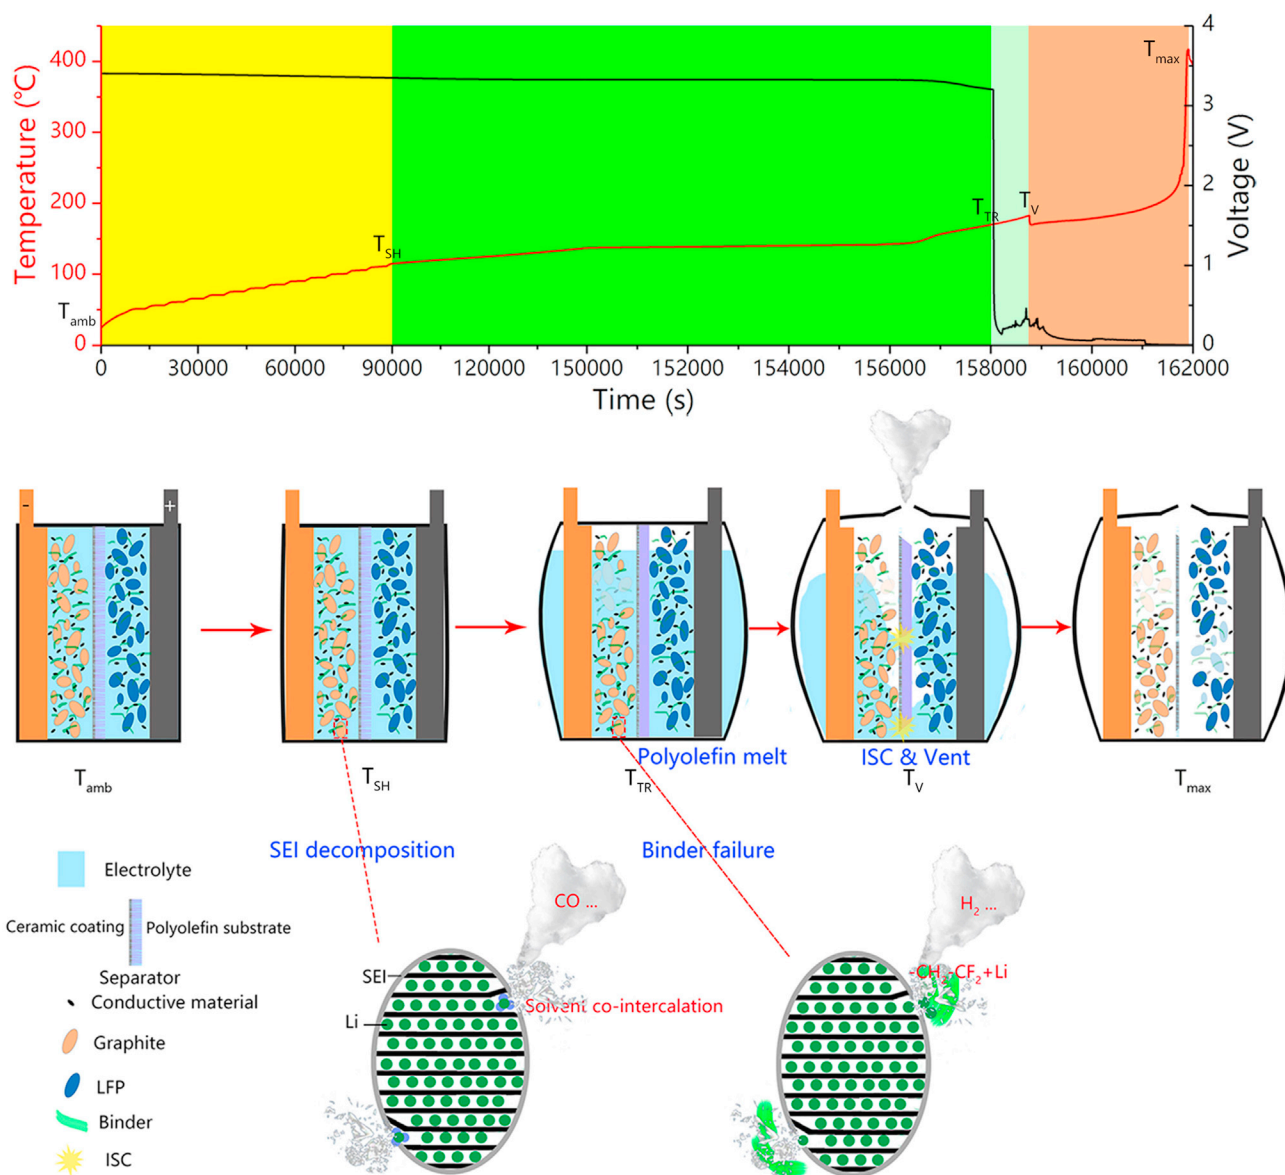 Temperature (℃)
400
300
200
100
0
T_amb
T_SH
T_TR
T_V
T_max
4
3
2
1
0
Voltage (V)
0 30000 60000 90000 120000 150000 152000 154000 156000 158000 160000 162000
Time (s)
- +
Polyolefin melt
ISC & Vent
T_amb T_SH T_TR T_V T_max
SEI decomposition
Binder failure
Electrolyte
Ceramic coating
Polyolefin substrate
Separator
Conductive material
Graphite
LFP
Binder
ISC
CO ...
SEI
Li
Solvent co-intercalation
H₂ ...
-CH₂-CF₂+Li